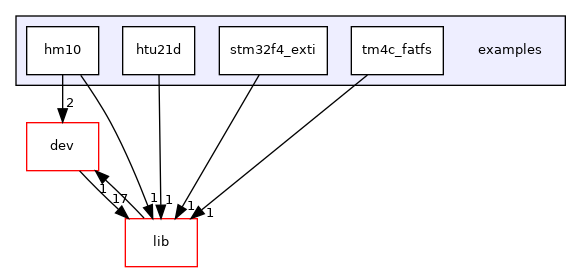 hm10
htu21d
stm32f4_exti
tm4c_fatfs
examples
2
dev
1
17
1
1
1
1
lib